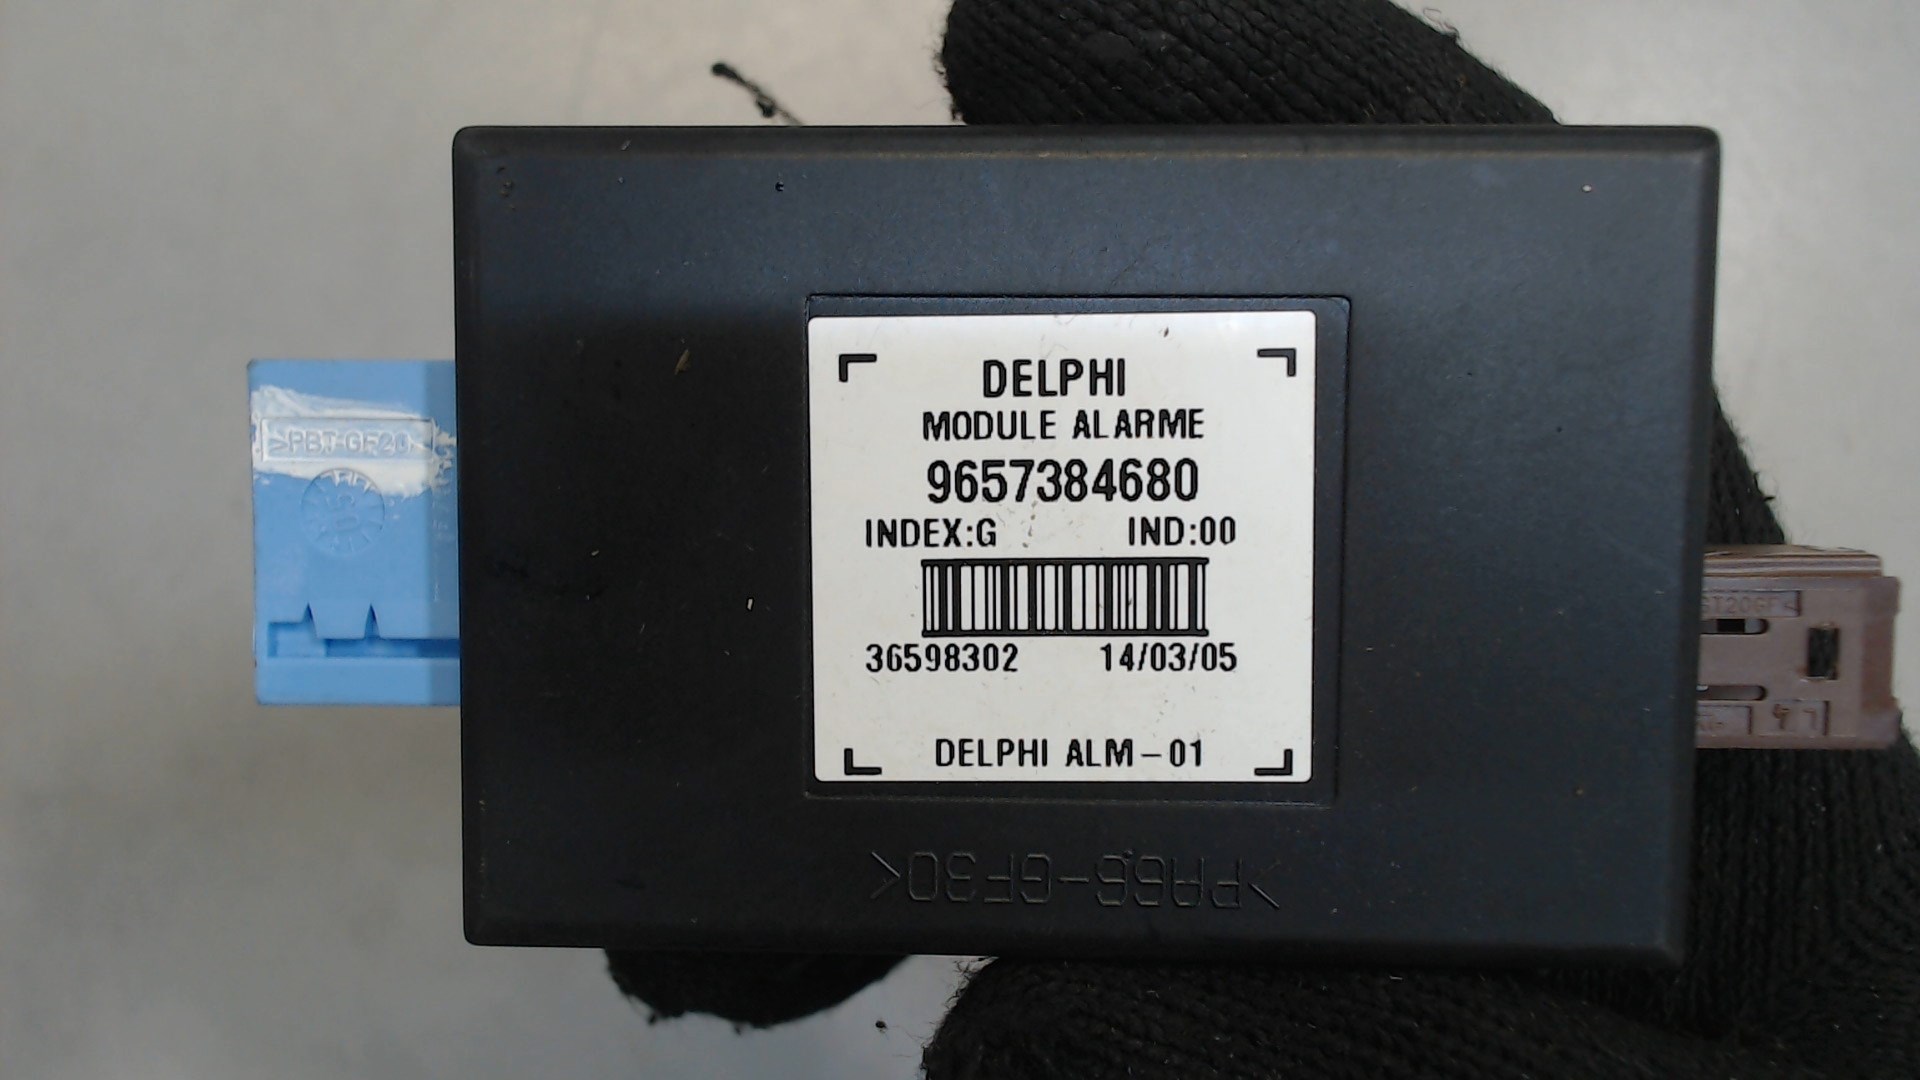 DELPHI
MODULE ALARME
9657384680
INDEX:G IND:00
36598302 14/03/05
DELPHI ALM-01
>PBT-GF20<
>PA66-GF30<